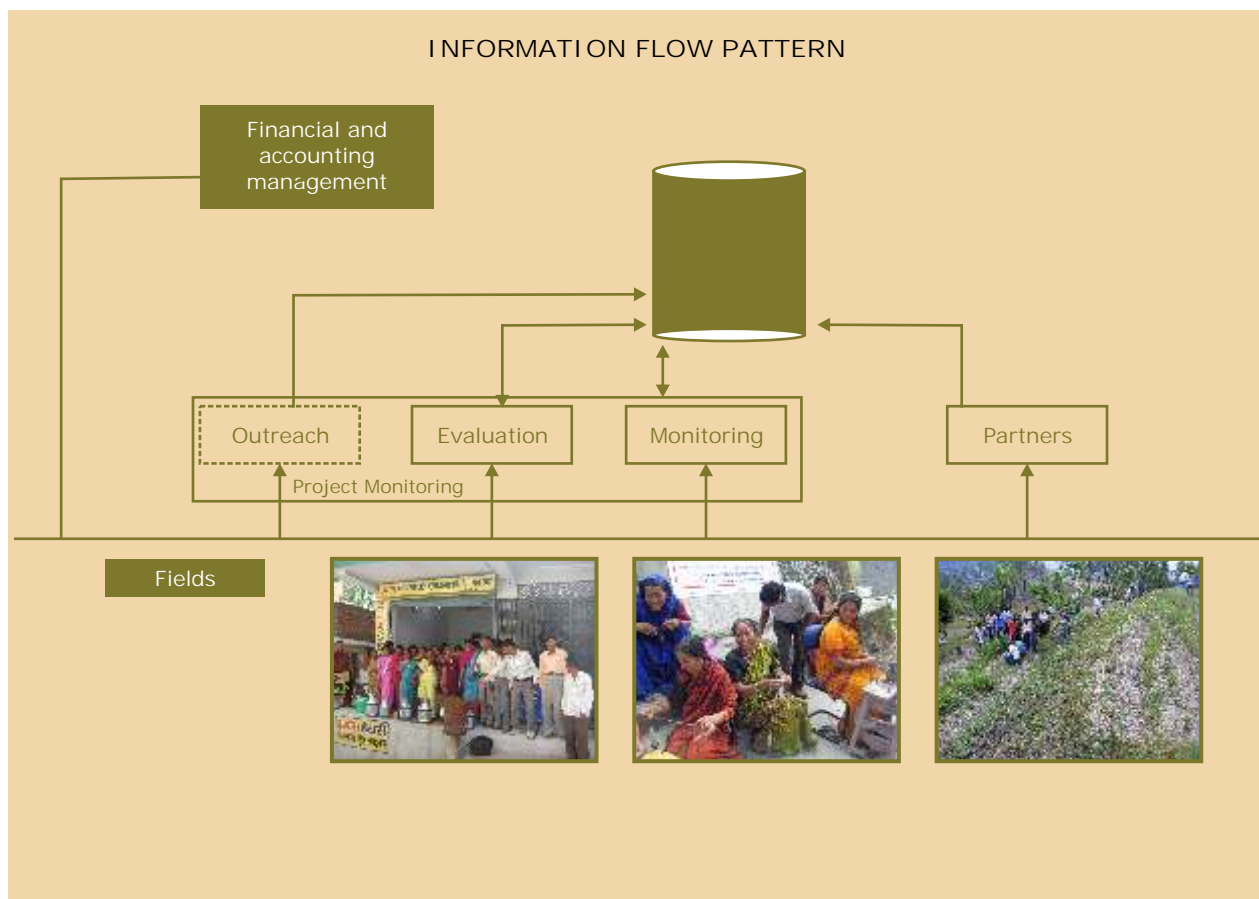 INFORMATION FLOW PATTERN
Financial and
accounting
management
Outreach
Evaluation
Monitoring
Partners
Project Monitoring
Fields